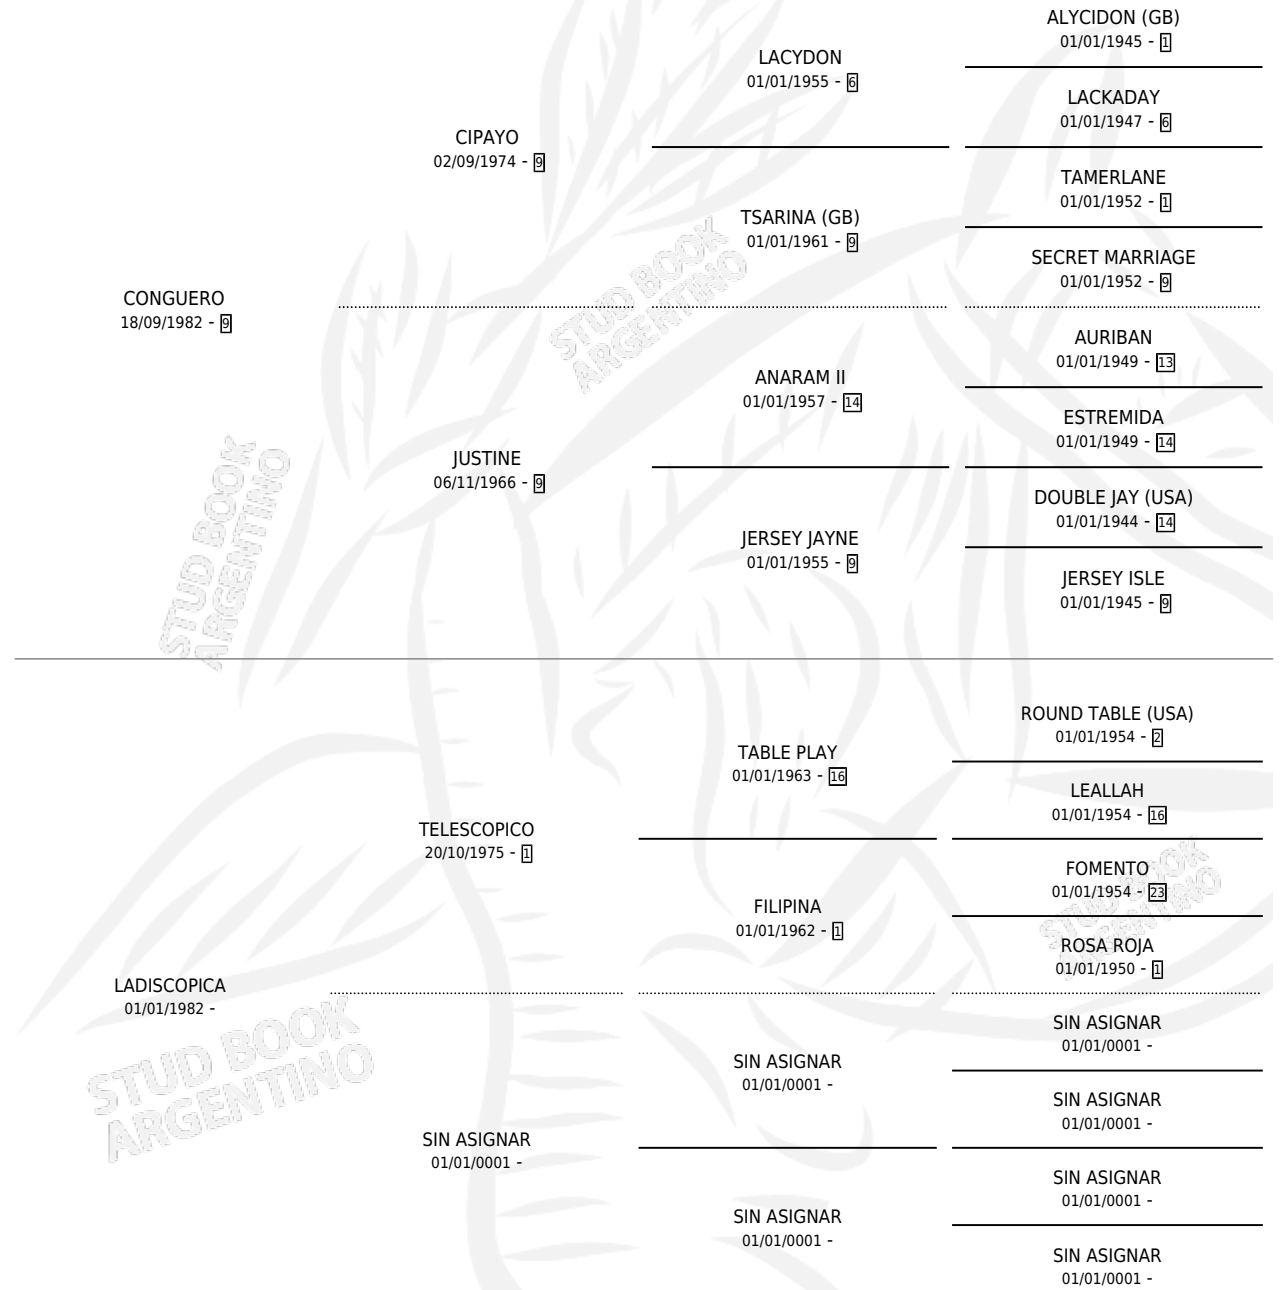 ALYCIDON (GB)
01/01/1945 - 1
LACYDON
01/01/1955 - 6
LACKADAY
01/01/1947 - 6
CIPAYO
02/09/1974 - 9
TAMERLANE
01/01/1952 - 1
TSARINA (GB)
01/01/1961 - 9
SECRET MARRIAGE
01/01/1952 - 9
CONGUERO
18/09/1982 - 9
STUD BOOK
ARGENTINO
AURIBAN
01/01/1949 - 13
ANARAM II
01/01/1957 - 14
ESTREMIDA
01/01/1949 - 14
JUSTINE
06/11/1966 - 9
DOUBLE JAY (USA)
01/01/1944 - 14
JERSEY JAYNE
01/01/1955 - 9
JERSEY ISLE
01/01/1945 - 9
STUD BOOK
ARGENTINO
ROUND TABLE (USA)
01/01/1954 - 2
TABLE PLAY
01/01/1963 - 16
LEALLAH
01/01/1954 - 16
TELESCOPICO
20/10/1975 - 1
FOMENTO
01/01/1954 - 23
FILIPINA
01/01/1962 - 1
STUD BOOK
ARGENTINO
ROSA ROJA
01/01/1950 - 1
LADISCOPICA
01/01/1982 -
SIN ASIGNAR
01/01/0001 -
SIN ASIGNAR
01/01/0001 -
SIN ASIGNAR
01/01/0001 -
STUD BOOK
ARGENTINO
SIN ASIGNAR
01/01/0001 -
SIN ASIGNAR
01/01/0001 -
SIN ASIGNAR
01/01/0001 -
SIN ASIGNAR
01/01/0001 -